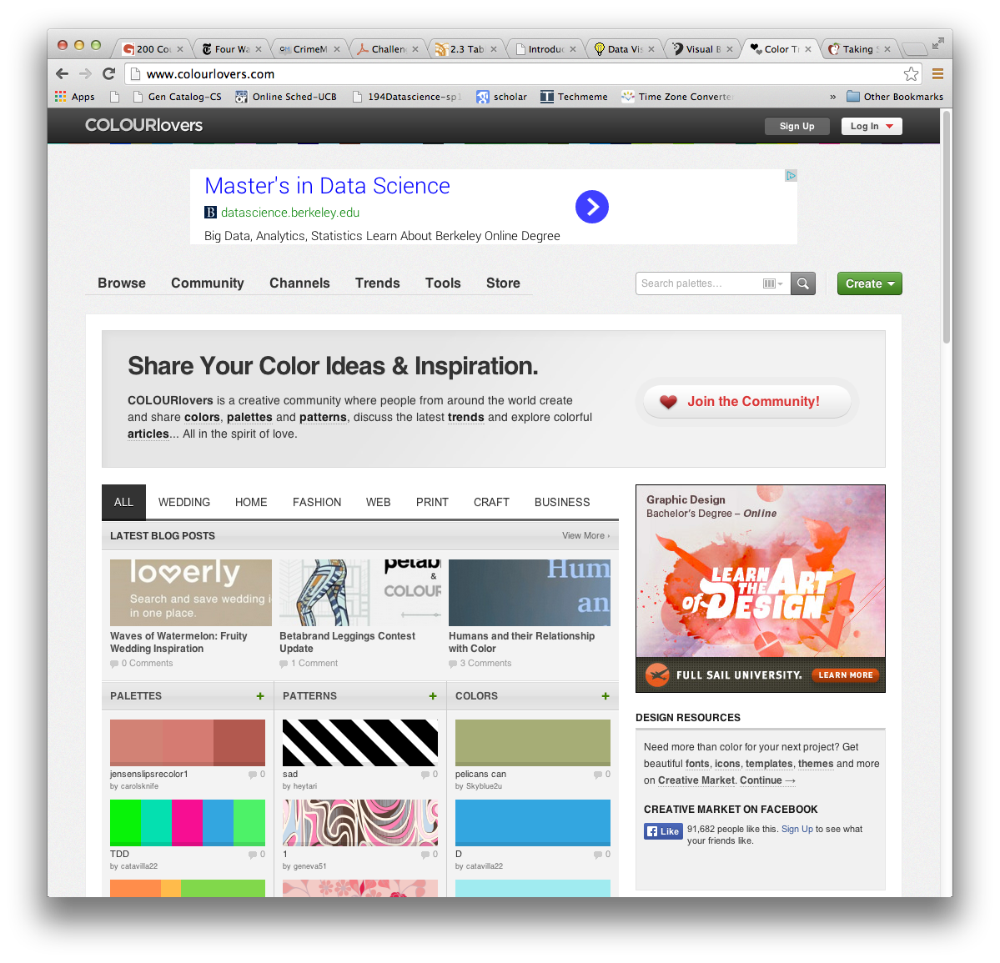 200 Co
Four Wa
CrimeM
Challen
2.3 Tab
Introduc
Data Vis
Visual B
Color T
Taking
www.colourlovers.com
Apps
Gen Catalog-CS
Online Sched-UCB
194Datascience-sp1
scholar
Techmeme
Time Zone Converte
»
Other Bookmarks
COLOURlovers
Sign Up
Log In
Master's in Data Science
B datascience.berkeley.edu
Big Data, Analytics, Statistics Learn About Berkeley Online Degree
Browse
Community
Channels
Trends
Tools
Store
Search palettes...
Create
Share Your Color Ideas & Inspiration.
COLOURlovers is a creative community where people from around the world create
and share colors, palettes and patterns, discuss the latest trends and explore colorful
articles... All in the spirit of love.
Join the Community!
ALL
WEDDING
HOME
FASHION
WEB
PRINT
CRAFT
BUSINESS
LATEST BLOG POSTS
View More ›
loverly
Search and save wedding i
in one place.
petabr
&
COLOUR
Hum
an
Waves of Watermelon: Fruity
Wedding Inspiration
0 Comments
Betabrand Leggings Contest
Update
1 Comment
Humans and their Relationship
with Color
3 Comments
PALETTES +
PATTERNS +
COLORS +
jensenslipsrecolor1 0
by carolsknife
sad 0
by heytari
pelicans can 0
by Skyblue2u
TDD 0
by catavilla22
1 0
by geneva51
D 0
by catavilla22
Graphic Design
Bachelor's Degree – Online
LEARN
THE ART
of DESIGN
FULL SAIL UNIVERSITY.
LEARN MORE
DESIGN RESOURCES
Need more than color for your next project? Get
beautiful fonts, icons, templates, themes and more
on Creative Market. Continue →
CREATIVE MARKET ON FACEBOOK
Like
91,682 people like this. Sign Up to see what
your friends like.